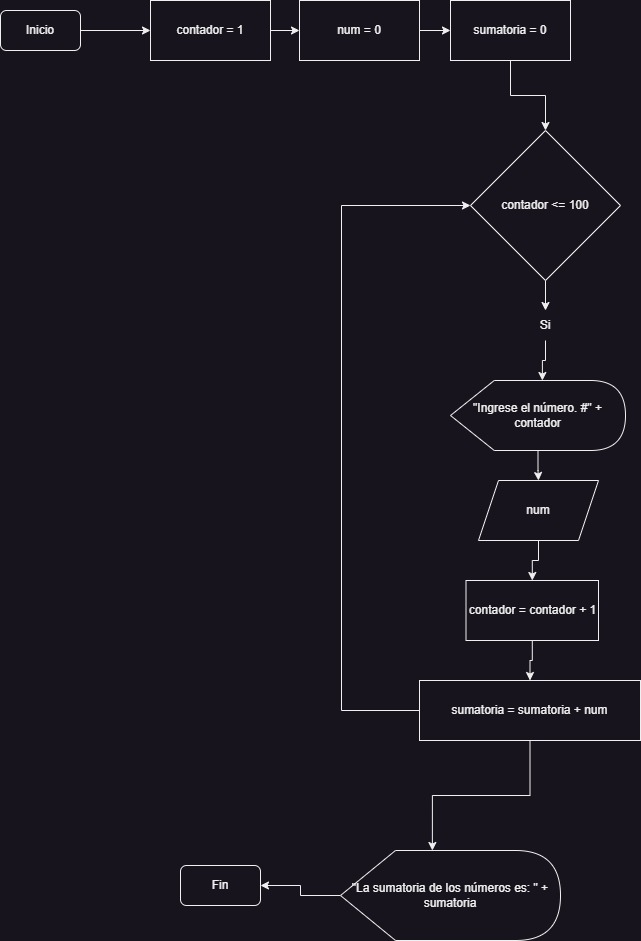 Inicio
contador = 1
num = 0
sumatoria = 0
contador <= 100
Si
"Ingrese el número. #" +
contador
num
contador = contador + 1
sumatoria = sumatoria + num
"La sumatoria de los números es: " +
sumatoria
Fin